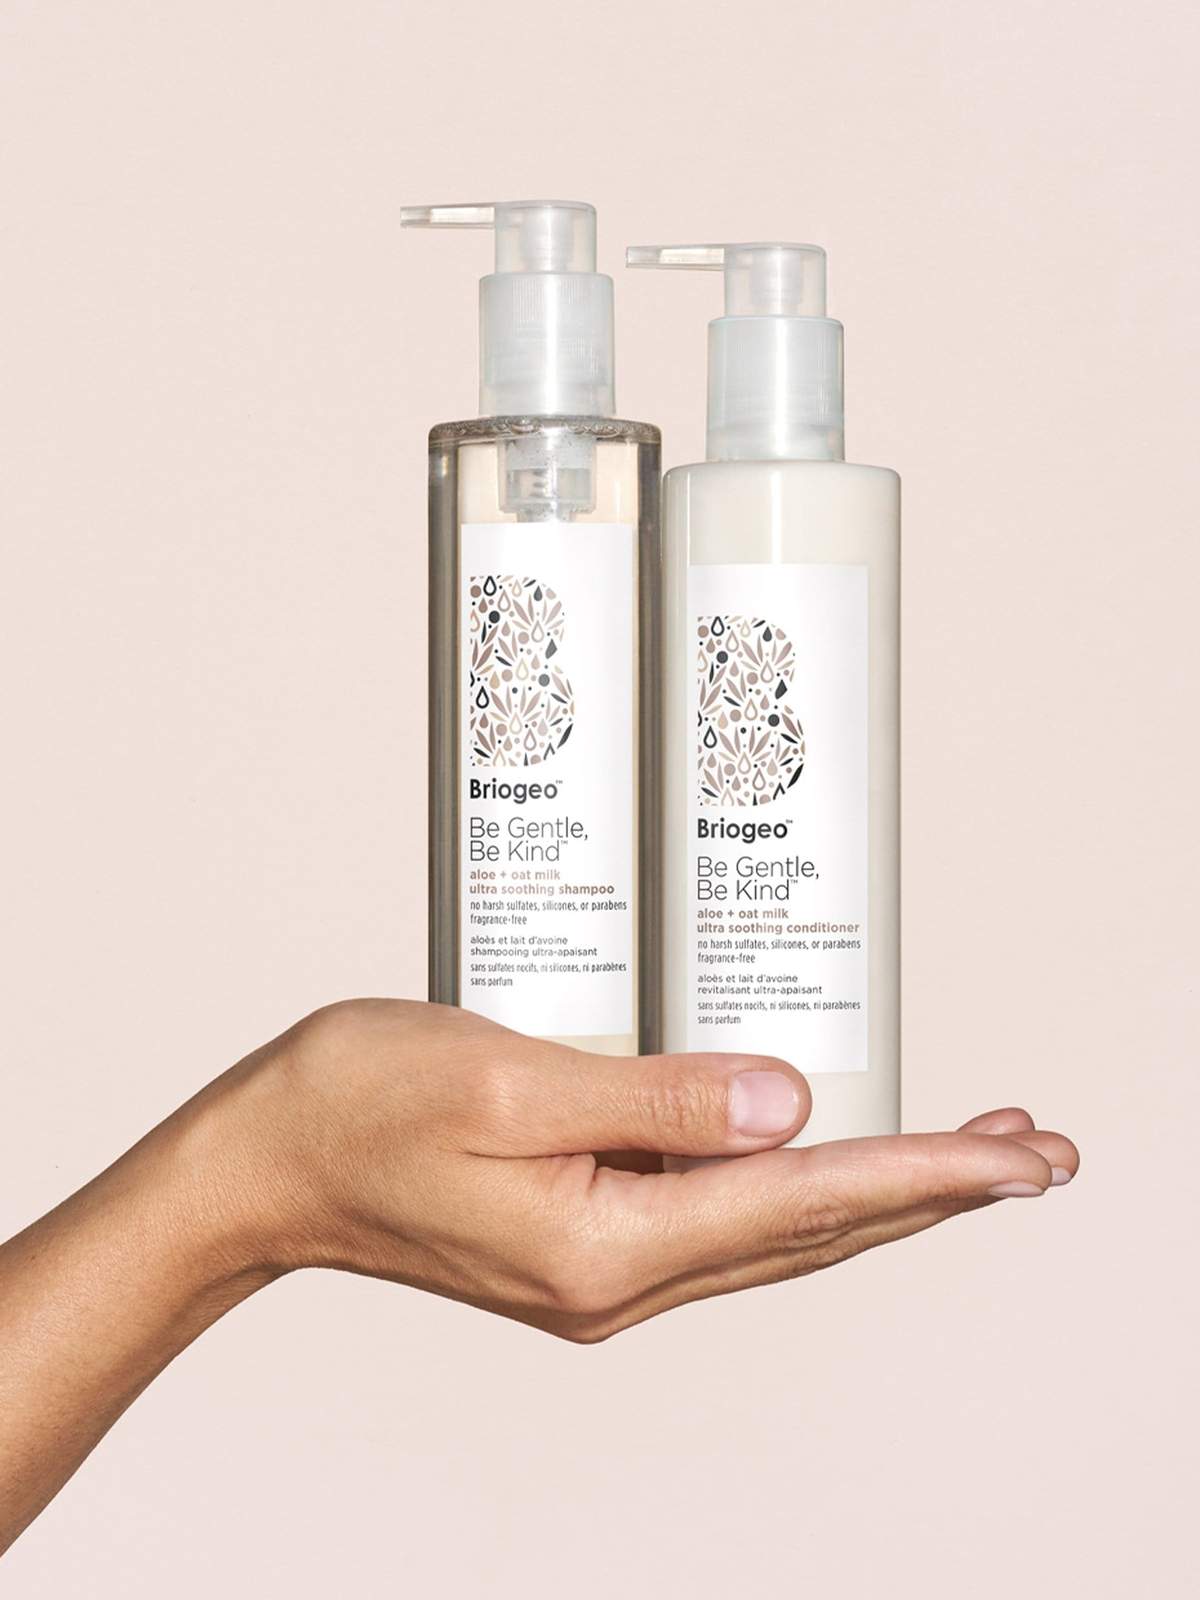 B
Briogeo™
Be Gentle,
Be Kind™
aloe + oat milk
ultra soothing shampoo
no harsh sulfates, silicones, or parabens
fragrance-free
aloès et lait d'avoine
shampooing ultra-apaisant
sans sulfates nocifs, ni silicones, ni parabènes
sans parfum
B
Briogeo™
Be Gentle,
Be Kind™
aloe + oat milk
ultra soothing conditioner
no harsh sulfates, silicones, or parabens
fragrance-free
aloès et lait d'avoine
revitalisant ultra-apaisant
sans sulfates nocifs, ni silicones, ni parabènes
sans parfum